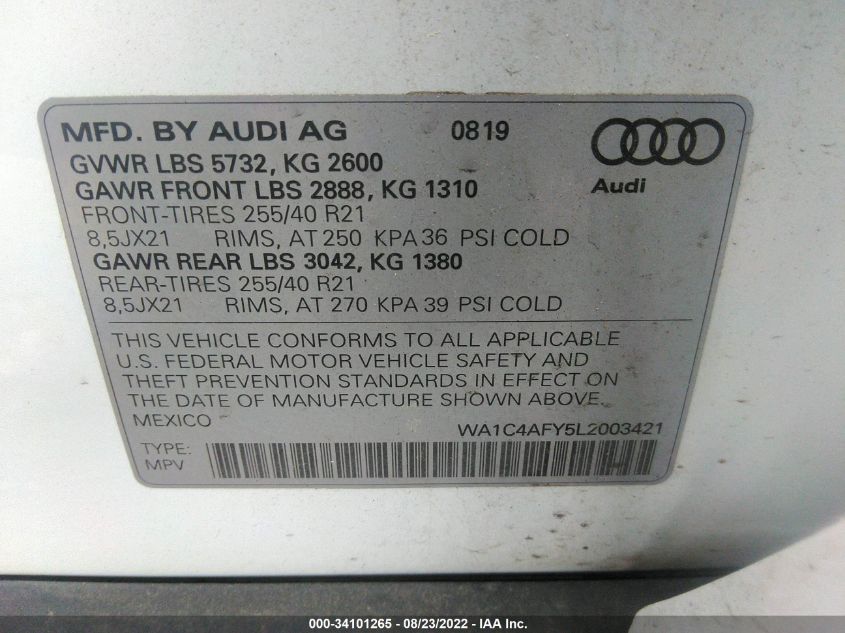 MFD. BY AUDI AG 0819
GVWR LBS 5732, KG 2600
GAWR FRONT LBS 2888, KG 1310
Audi
FRONT-TIRES 255/40 R21
8,5JX21 RIMS, AT 250 KPA 36 PSI COLD
GAWR REAR LBS 3042, KG 1380
REAR-TIRES 255/40 R21
8,5JX21 RIMS, AT 270 KPA 39 PSI COLD
THIS VEHICLE CONFORMS TO ALL APPLICABLE
U.S. FEDERAL MOTOR VEHICLE SAFETY AND
THEFT PREVENTION STANDARDS IN EFFECT ON
THE DATE OF MANUFACTURE SHOWN ABOVE.
MEXICO WA1C4AFY5L2003421
TYPE:
MPV
000-34101265 - 08/23/2022 - IAA Inc.